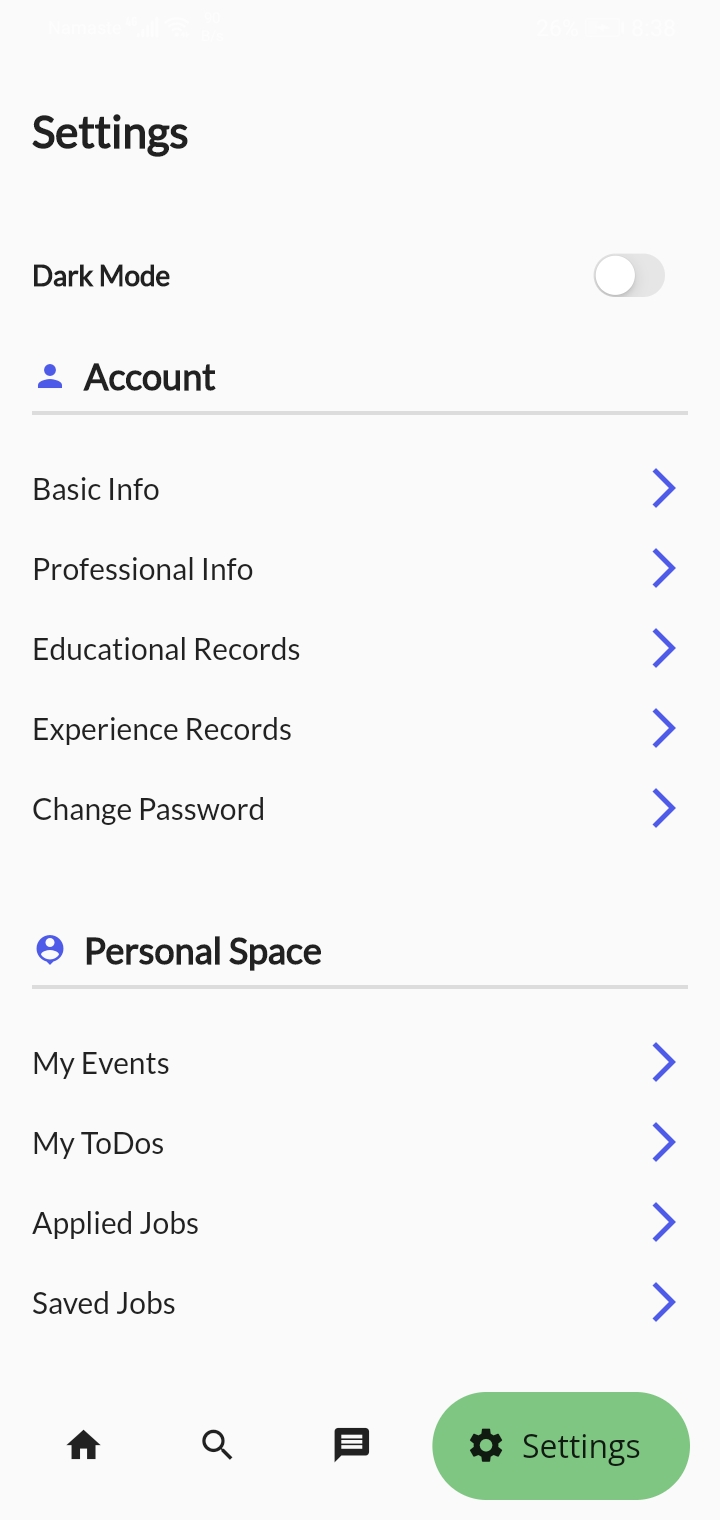 Settings
Dark Mode
Account
Basic Info
Professional Info
Educational Records
Experience Records
Change Password
Personal Space
My Events
My ToDos
Applied Jobs
Saved Jobs
Settings